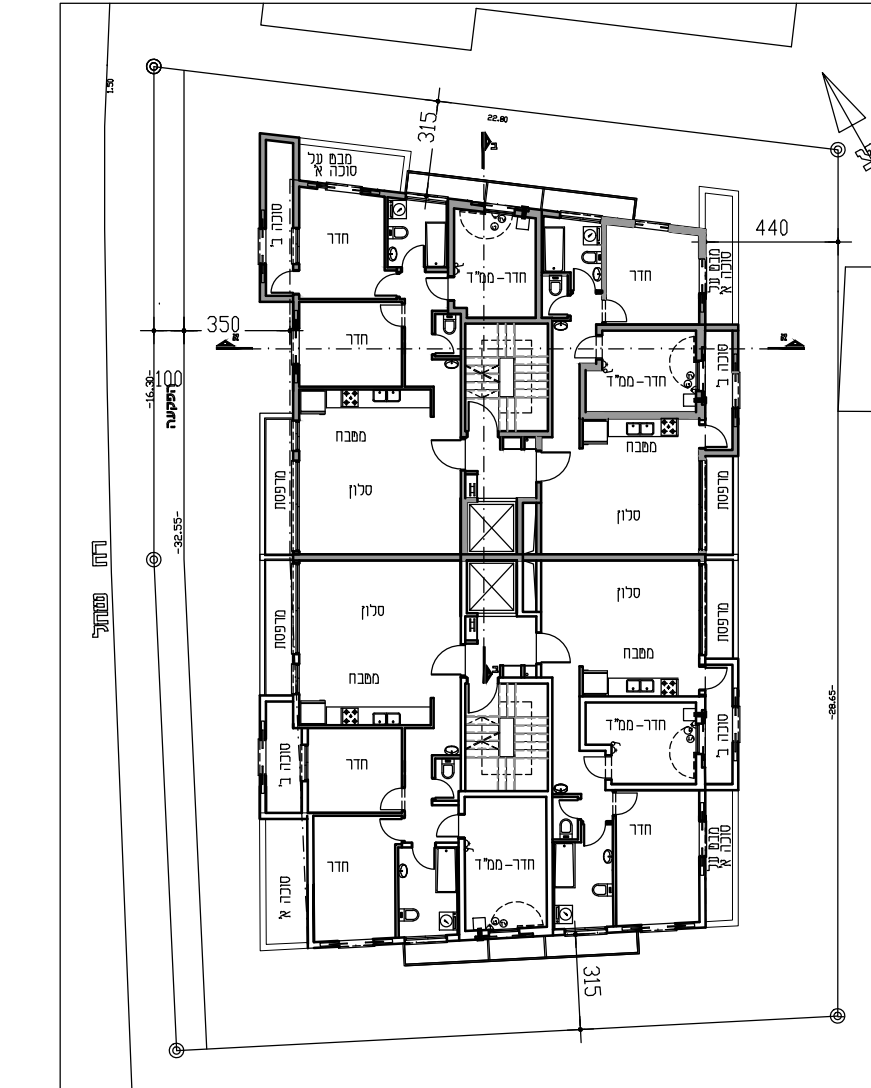 1.50
22.80
315
ב
מבט על
סוכה א'
סוכה ב'
חדר
חדר-ממ"ד
חדר
440
מבט על
סוכה א'
350
חדר
חדר-ממ"ד
סוכה ב'
100
הפקעה
-16.30-
מטבח
מטבח
סלון
סלון
מרפסת
מרפסת
-32.55-
סלון
סלון
מרפסת
מרפסת
מטבח
מטבח
ב
-28.65-
חדר-ממ"ד
סוכה ב'
סוכה ב'
חדר
חדר
מבט על
סוכה א'
חדר
חדר-ממ"ד
סוכה א'
315